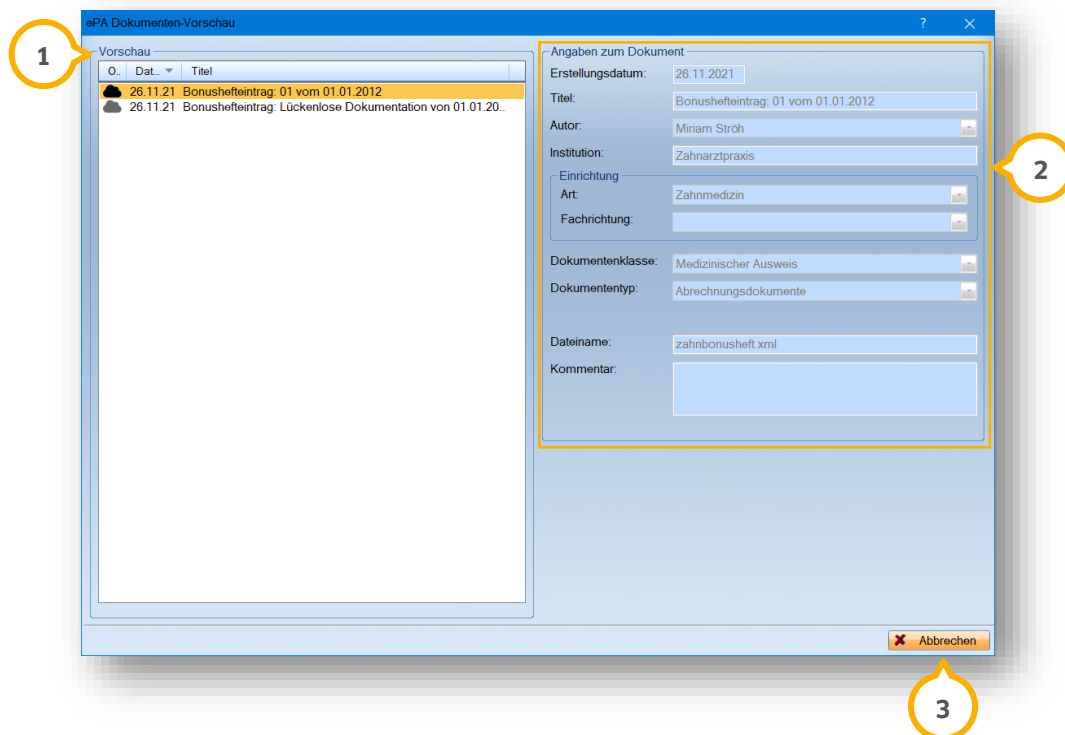 ePA Dokumenten-Vorschau ?
1
Vorschau
O.. Dat.. Titel
26.11.21 Bonushefteintrag: 01 vom 01.01.2012
26.11.21 Bonushefteintrag: Lückenlose Dokumentation von 01.01.20..
Angaben zum Dokument
Erstellungsdatum: 26.11.2021
Titel: Bonushefteintrag: 01 vom 01.01.2012
Autor: Miriam Ströh
Institution: Zahnarztpraxis
2
Einrichtung
Art: Zahnmedizin
Fachrichtung:
Dokumentenklasse: Medizinischer Ausweis
Dokumententyp: Abrechnungsdokumente
Dateiname: zahnbonusheft.xml
Kommentar:
Abbrechen
3